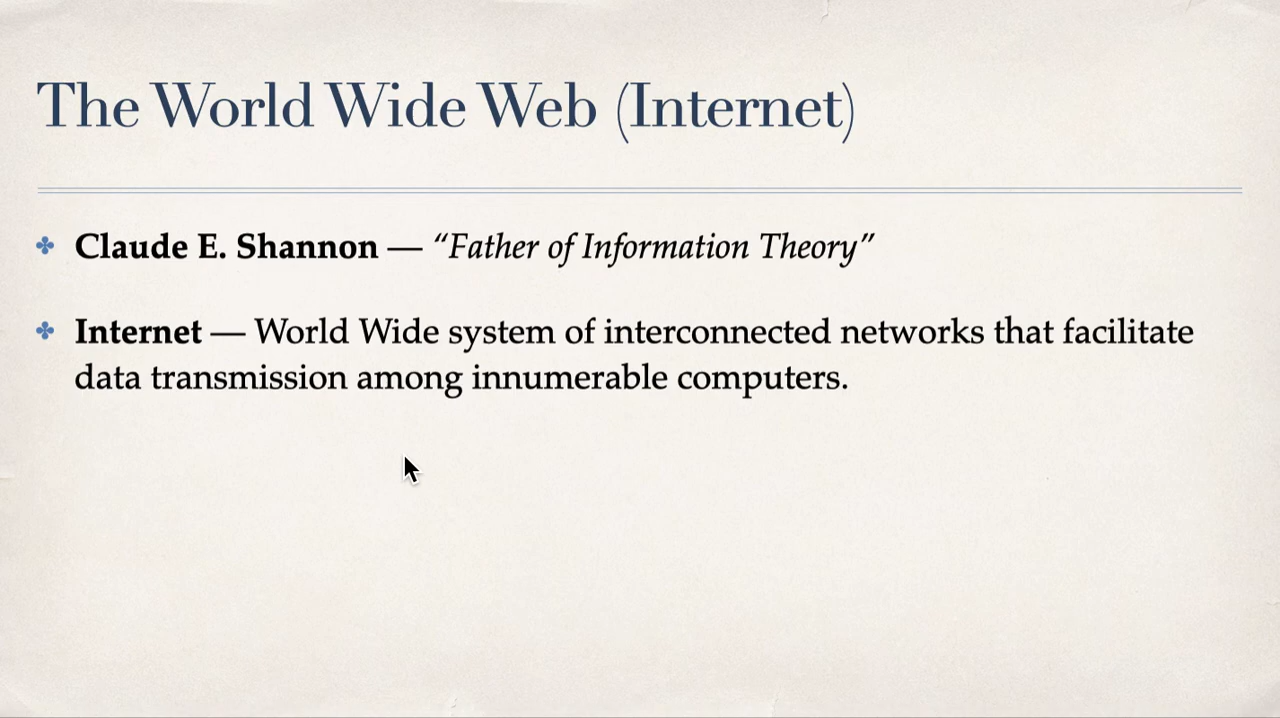 The World Wide Web (Internet)
Claude E. Shannon — “Father of Information Theory”
Internet — World Wide system of interconnected networks that facilitate
data transmission among innumerable computers.